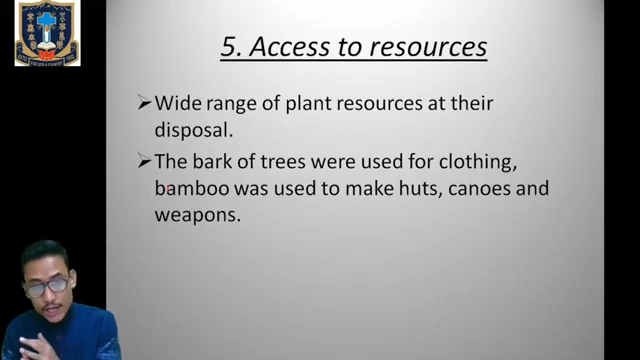 5. Access to resources
➢Wide range of plant resources at their
disposal.
➢The bark of trees were used for clothing,
bamboo was used to make huts, canoes and
weapons.